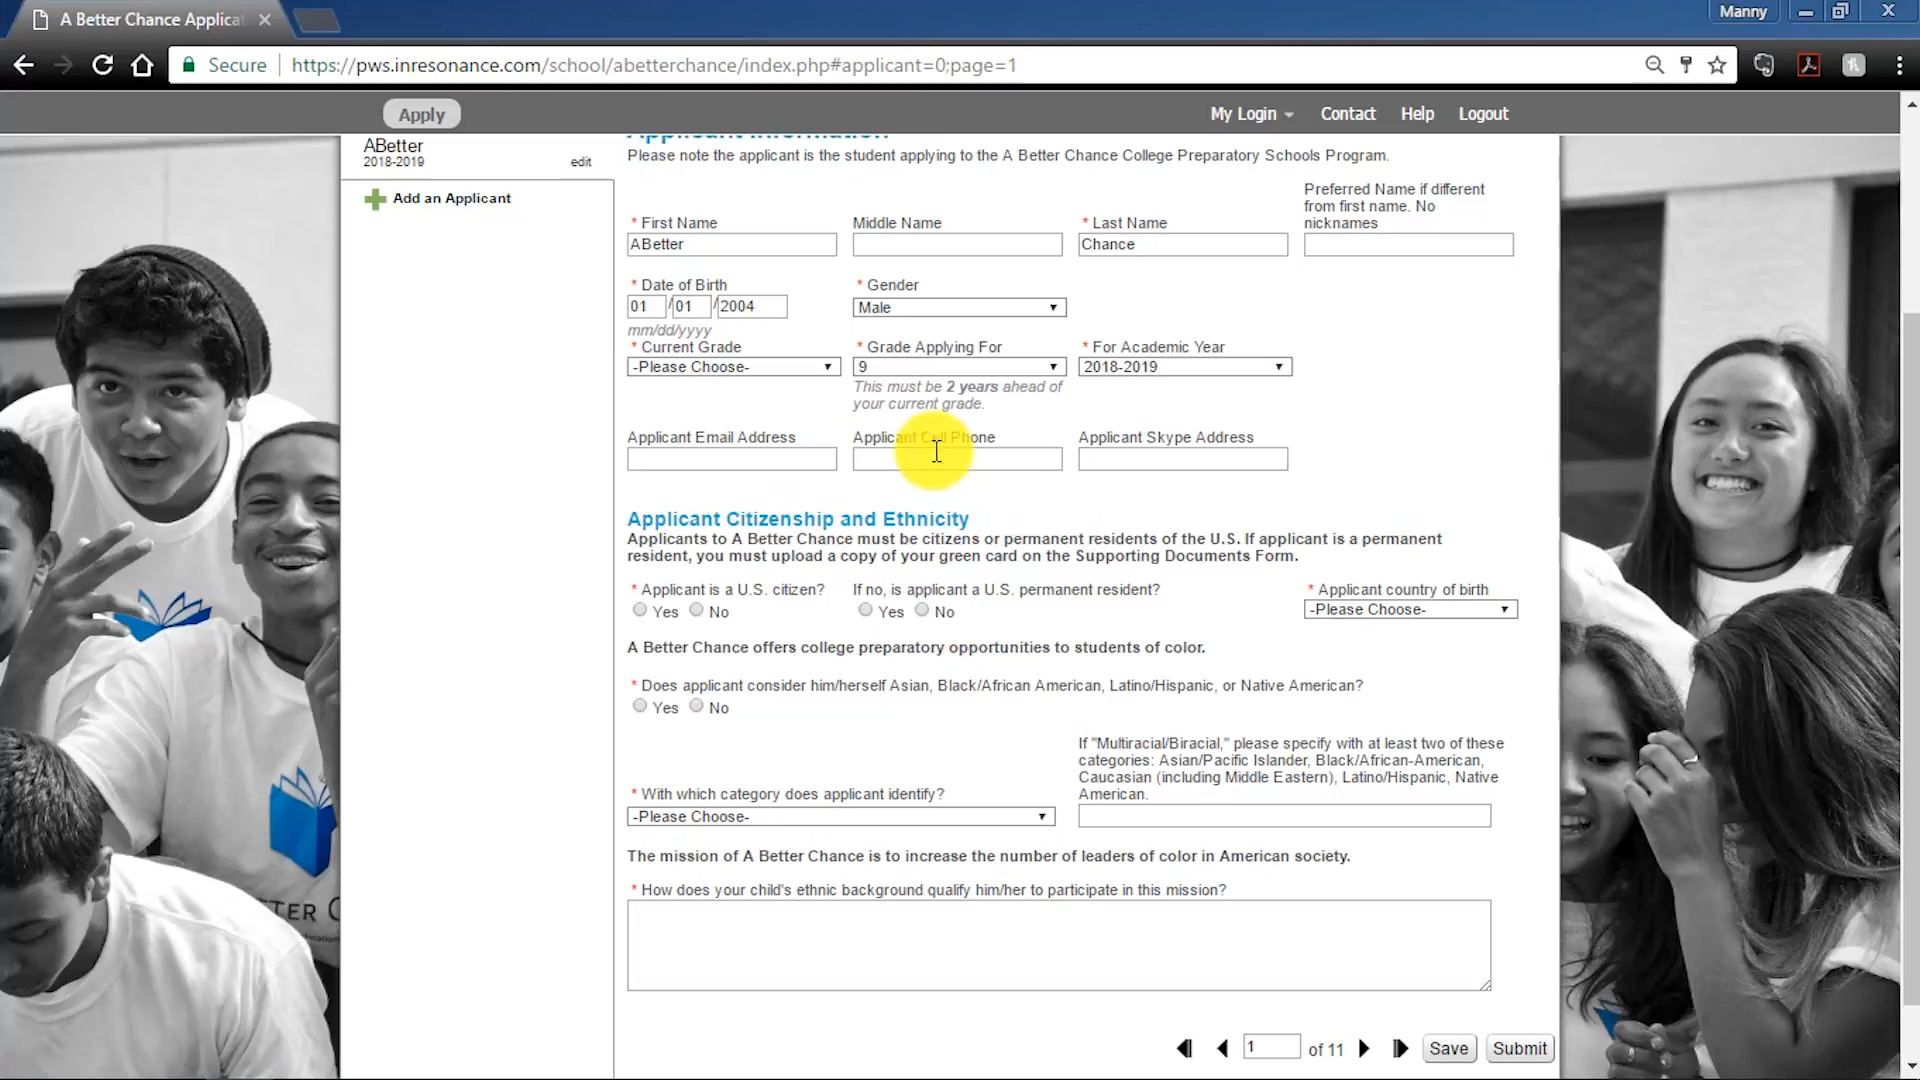 A Better Chance Applicat
Manny
Secure
https://pws.inresonance.com/school/abetterchance/index.php#applicant=0;page=1
Apply
My Login
Contact
Help
Logout
ABetter
2018-2019
edit
Add an Applicant
Applicant Information
Please note the applicant is the student applying to the A Better Chance College Preparatory Schools Program.
Preferred Name if different
from first name. No
nicknames
* First Name
Middle Name
* Last Name
ABetter
Chance
* Date of Birth
* Gender
01 / 01 / 2004
Male
mm/dd/yyyy
* Current Grade
* Grade Applying For
* For Academic Year
-Please Choose-
9
2018-2019
This must be 2 years ahead of
your current grade.
Applicant Email Address
Applicant Cell Phone
Applicant Skype Address
Applicant Citizenship and Ethnicity
Applicants to A Better Chance must be citizens or permanent residents of the U.S. If applicant is a permanent
resident, you must upload a copy of your green card on the Supporting Documents Form.
* Applicant is a U.S. citizen?
If no, is applicant a U.S. permanent resident?
* Applicant country of birth
Yes No
Yes No
-Please Choose-
A Better Chance offers college preparatory opportunities to students of color.
* Does applicant consider him/herself Asian, Black/African American, Latino/Hispanic, or Native American?
Yes No
If "Multiracial/Biracial," please specify with at least two of these
categories: Asian/Pacific Islander, Black/African-American,
Caucasian (including Middle Eastern), Latino/Hispanic, Native
American.
* With which category does applicant identify?
-Please Choose-
The mission of A Better Chance is to increase the number of leaders of color in American society.
* How does your child's ethnic background qualify him/her to participate in this mission?
1 of 11
Save
Submit